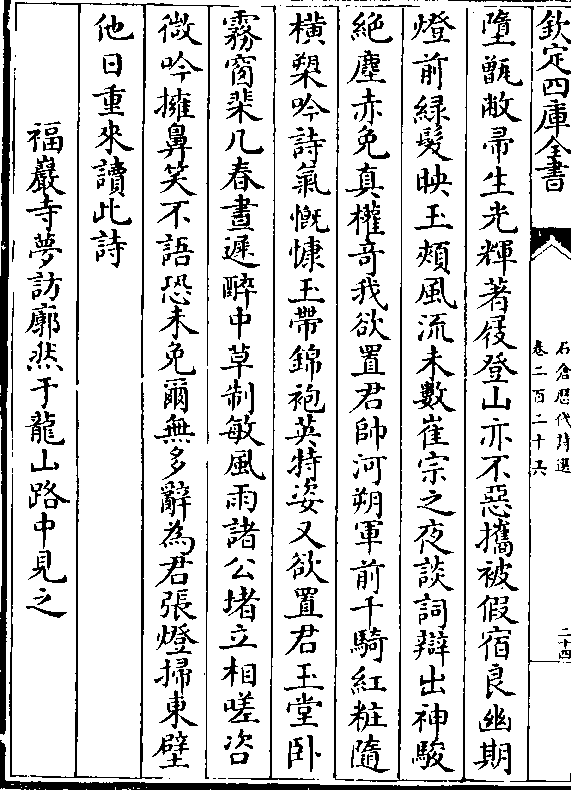 欽定四庫全書
石倉歴代詩選
卷二百二十五
二十四
墮甑敝帚生光輝著屐登山亦不惡攜被假宿良幽期
燈前緑髪映玉頰風流未數崔宗之夜談詞辯出神駿
絶塵赤免真權竒我欲置君帥河朔軍前千騎紅粧隨
横槊吟詩氣慨慷玉帶錦袍英特姿又欲置君玉堂卧
霧窗棐几春晝遲醉中草制敏風雨諸公堵立相嗟咨
微吟擁鼻笑不語恐未免爾無多辭為君張燈掃東壁
他日重來讀此詩
福巖寺夢訪廓然于龍山路中見之